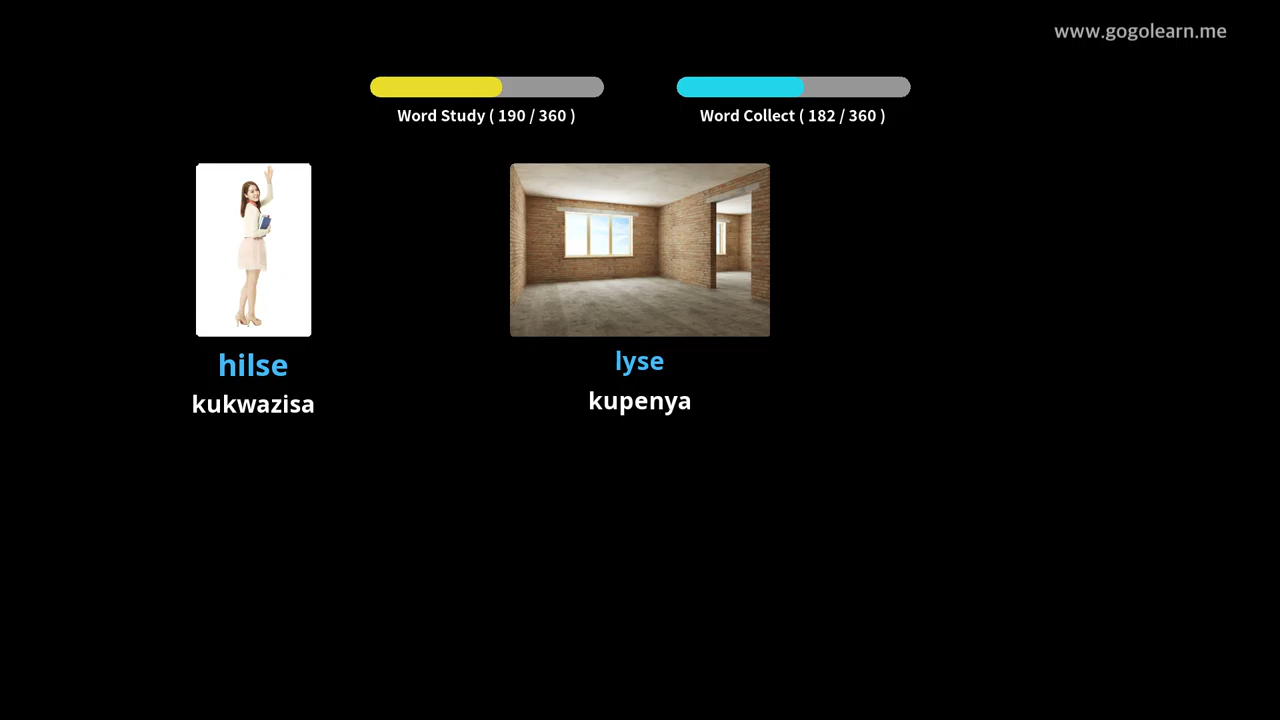 www.gogolearn.me
Word Study ( 190 / 360 )
Word Collect ( 182 / 360 )
hilse
kukwazisa
lyse
kupenya